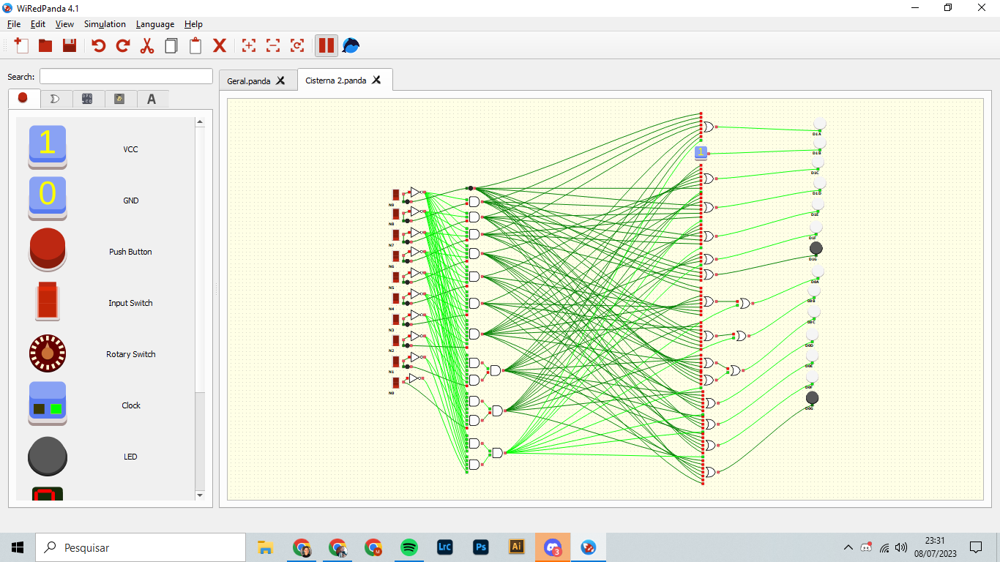 WiRedPanda 4.1
File Edit View Simulation Language Help
Search:
Geral.panda
Cisterna 2.panda
A
1
VCC
0
GND
Push Button
Input Switch
Rotary Switch
Clock
LED
1
D1A
D1B
D1C
D1D
D1E
D1F
D1G
D0A
D0B
D0C
D0D
D0E
D0F
D0G
N9
N8
N7
N6
N5
N4
N3
N2
N1
N0
Pesquisar
M
LrC
Ps
Ai
3
23:31
08/07/2023